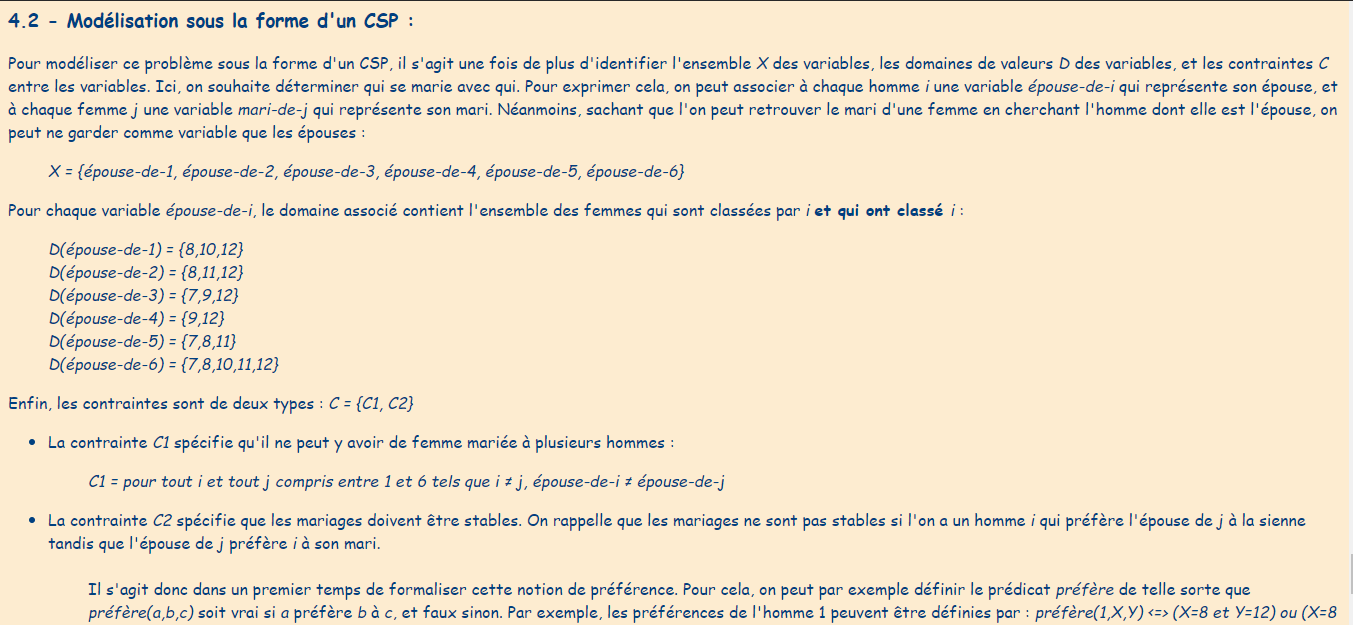 4.2 - Modélisation sous la forme d'un CSP :
Pour modéliser ce problème sous la forme d'un CSP, il s'agit une fois de plus d'identifier l'ensemble X des variables, les domaines de valeurs D des variables, et les contraintes C
entre les variables. Ici, on souhaite déterminer qui se marie avec qui. Pour exprimer cela, on peut associer à chaque homme i une variable épouse-de-i qui représente son épouse, et
à chaque femme j une variable mari-de-j qui représente son mari. Néanmoins, sachant que l'on peut retrouver le mari d'une femme en cherchant l'homme dont elle est l'épouse, on
peut ne garder comme variable que les épouses :
X = {épouse-de-1, épouse-de-2, épouse-de-3, épouse-de-4, épouse-de-5, épouse-de-6}
Pour chaque variable épouse-de-i, le domaine associé contient l'ensemble des femmes qui sont classées par i et qui ont classé i :
D(épouse-de-1) = {8,10,12}
D(épouse-de-2) = {8,11,12}
D(épouse-de-3) = {7,9,12}
D(épouse-de-4) = {9,12}
D(épouse-de-5) = {7,8,11}
D(épouse-de-6) = {7,8,10,11,12}
Enfin, les contraintes sont de deux types : C = {C1, C2}
• La contrainte C1 spécifie qu'il ne peut y avoir de femme mariée à plusieurs hommes :
C1 = pour tout i et tout j compris entre 1 et 6 tels que i ≠ j, épouse-de-i ≠ épouse-de-j
• La contrainte C2 spécifie que les mariages doivent être stables. On rappelle que les mariages ne sont pas stables si l'on a un homme i qui préfère l'épouse de j à la sienne
tandis que l'épouse de j préfère i à son mari.
Il s'agit donc dans un premier temps de formaliser cette notion de préférence. Pour cela, on peut par exemple définir le prédicat préfère de telle sorte que
préfère(a,b,c) soit vrai si a préfère b à c, et faux sinon. Par exemple, les préférences de l'homme 1 peuvent être définies par : préfère(1,X,Y) <=> (X=8 et Y=12) ou (X=8